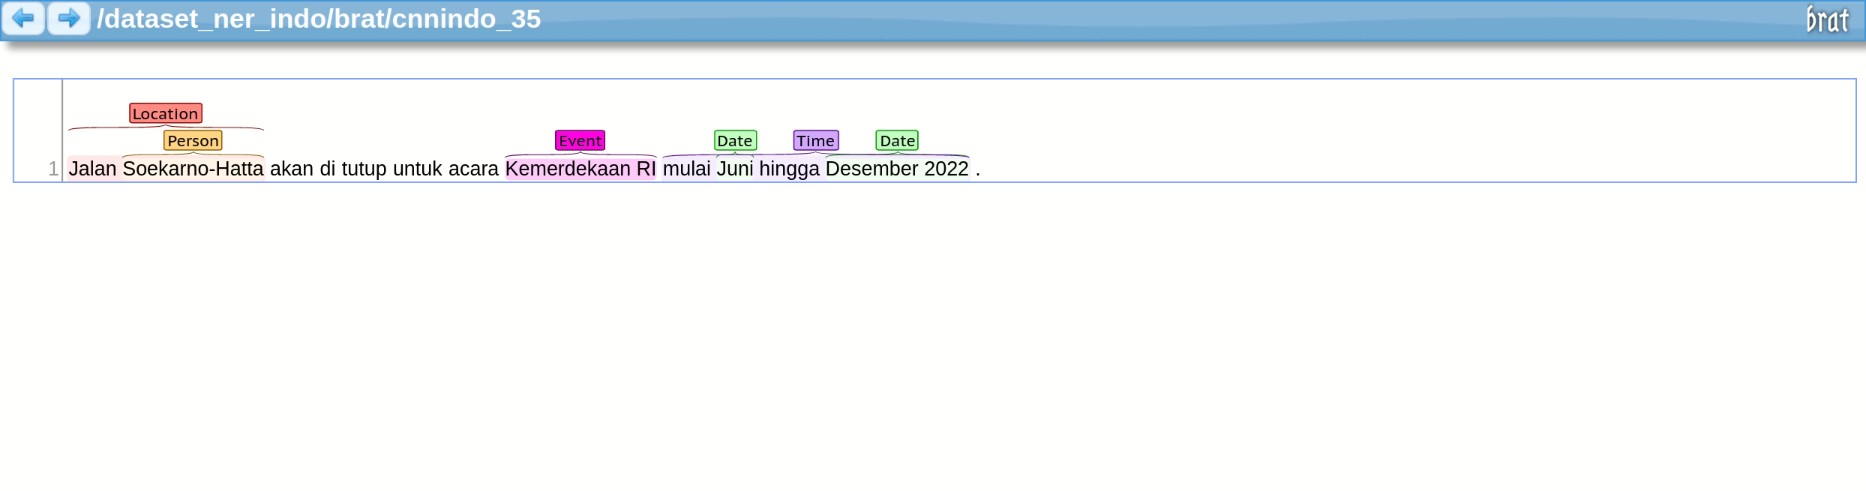 /dataset_ner_indo/brat/cnnindo_35 brat
Location
Person Event Date Time Date
1 Jalan Soekarno-Hatta akan di tutup untuk acara Kemerdekaan RI mulai Juni hingga Desember 2022 .